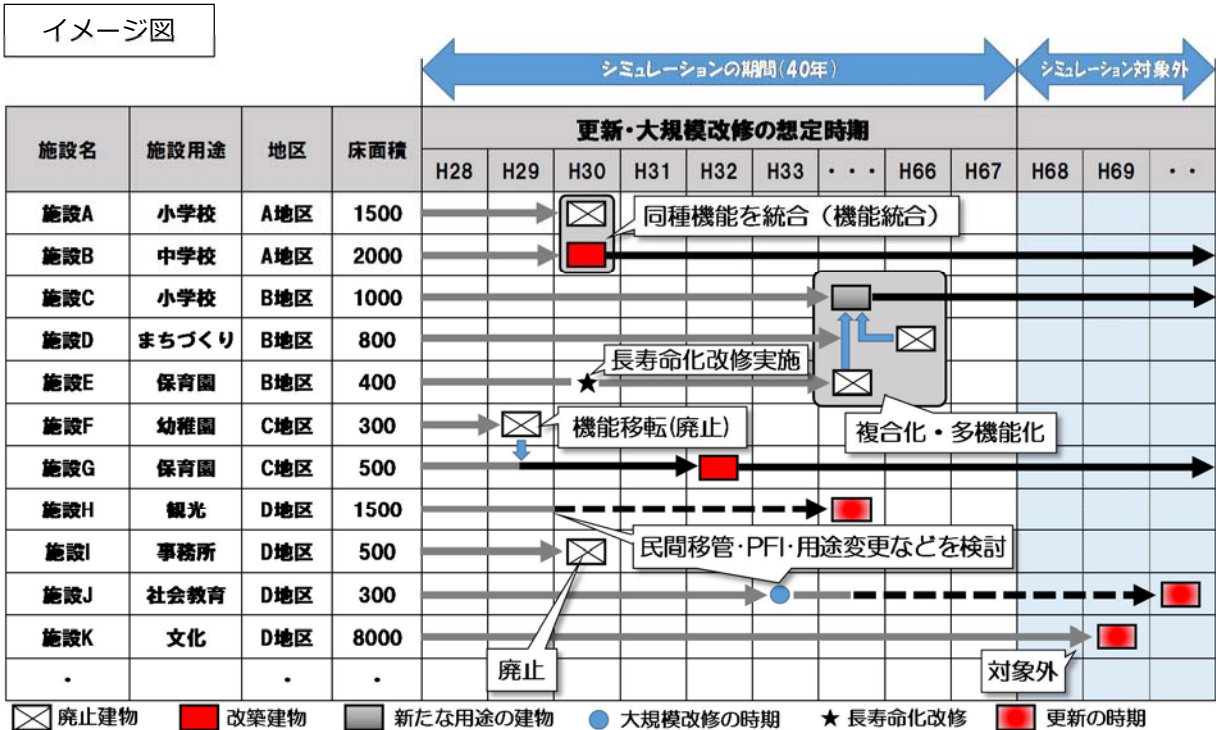 イメージ図
シミュレーションの期間(40年) シミュレーション対象外
施設名 施設用途 地区 床面積 更新・大規模改修の想定時期
H28 H29 H30 H31 H32 H33 ・・・ H66 H67 H68 H69 ・・
施設A 小学校 A地区 1500 同種機能を統合（機能統合）
施設B 中学校 A地区 2000
施設C 小学校 B地区 1000
施設D まちづくり B地区 800
長寿命化改修実施
施設E 保育園 B地区 400 ★
施設F 幼稚園 C地区 300 機能移転(廃止) 複合化・多機能化
施設G 保育園 C地区 500
施設H 観光 D地区 1500
施設I 事務所 D地区 500 民間移管・PFI・用途変更などを検討
施設J 社会教育 D地区 300
施設K 文化 D地区 8000
廃止 対象外
・ ・ ・
廃止建物 改築建物 新たな用途の建物 大規模改修の時期 ★長寿命化改修 更新の時期